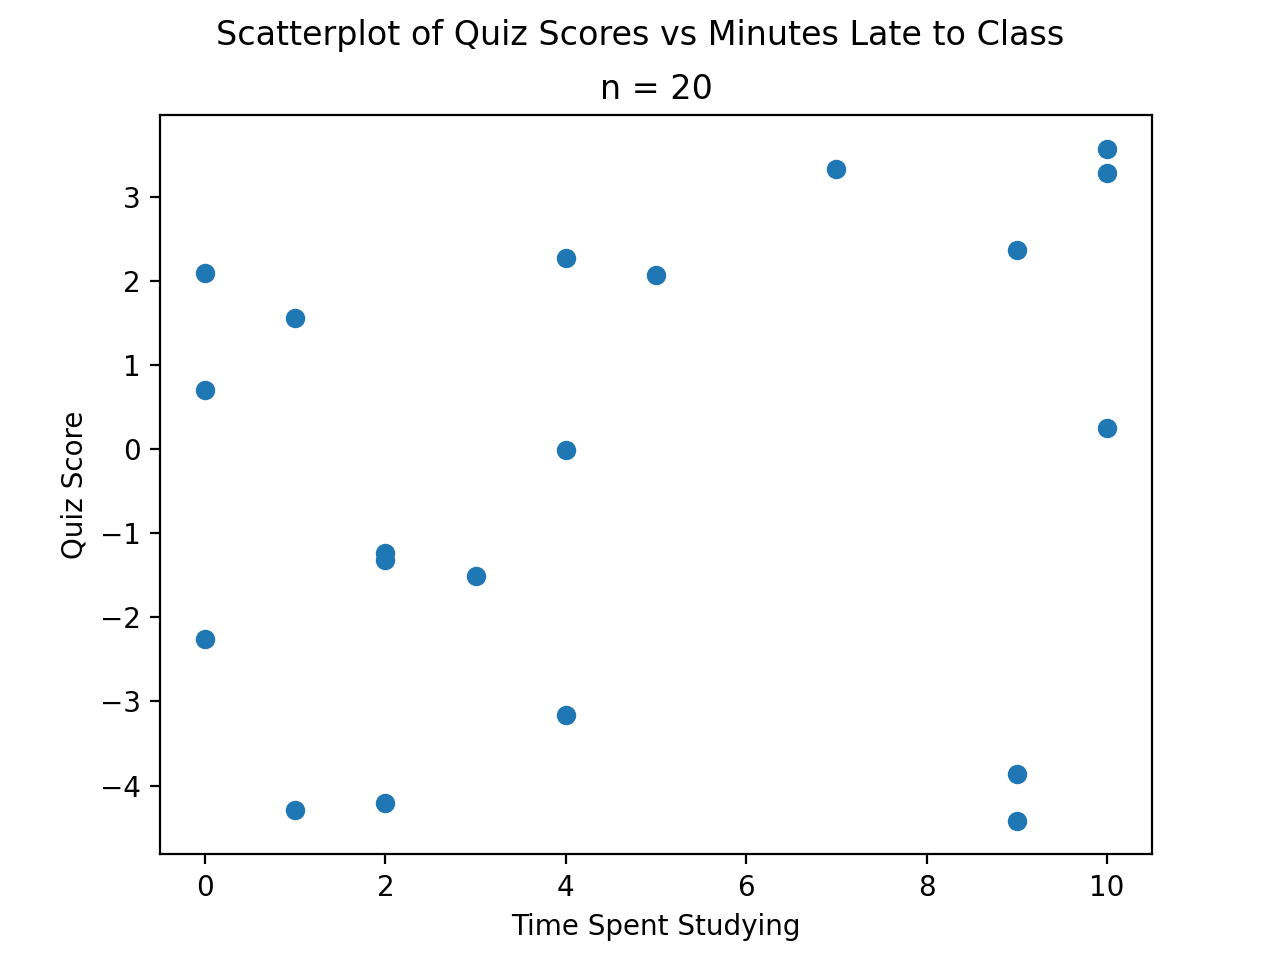 Scatterplot of Quiz Scores vs Minutes Late to Class
n = 20
3
2
1
0
−1
−2
−3
−4
Quiz Score
0 2 4 6 8 10
Time Spent Studying